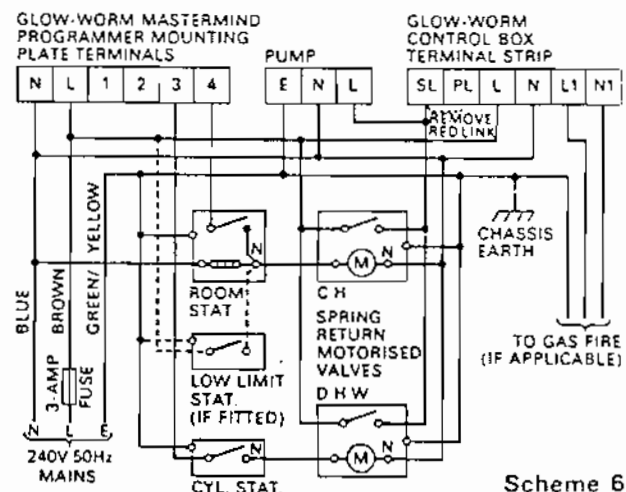 GLOW-WORM MASTERMIND
PROGRAMMER MOUNTING
PLATE TERMINALS
N L 1 2 3 4
PUMP
E N L
GLOW-WORM
CONTROL BOX
TERMINAL STRIP
SL PL L N L1 N1
REMOVE
RED LINK
BLUE
BROWN
GREEN/ YELLOW
3-AMP
FUSE
N L E
240V 50Hz
MAINS
N
ROOM
STAT
LOW LIMIT
STAT.
(IF FITTED)
N
CYL. STAT.
M N
C H
SPRING
RETURN
MOTORISED
VALVES
D H W
M N
CHASSIS
EARTH
TO GAS FIRE
(IF APPLICABLE)
Scheme 6